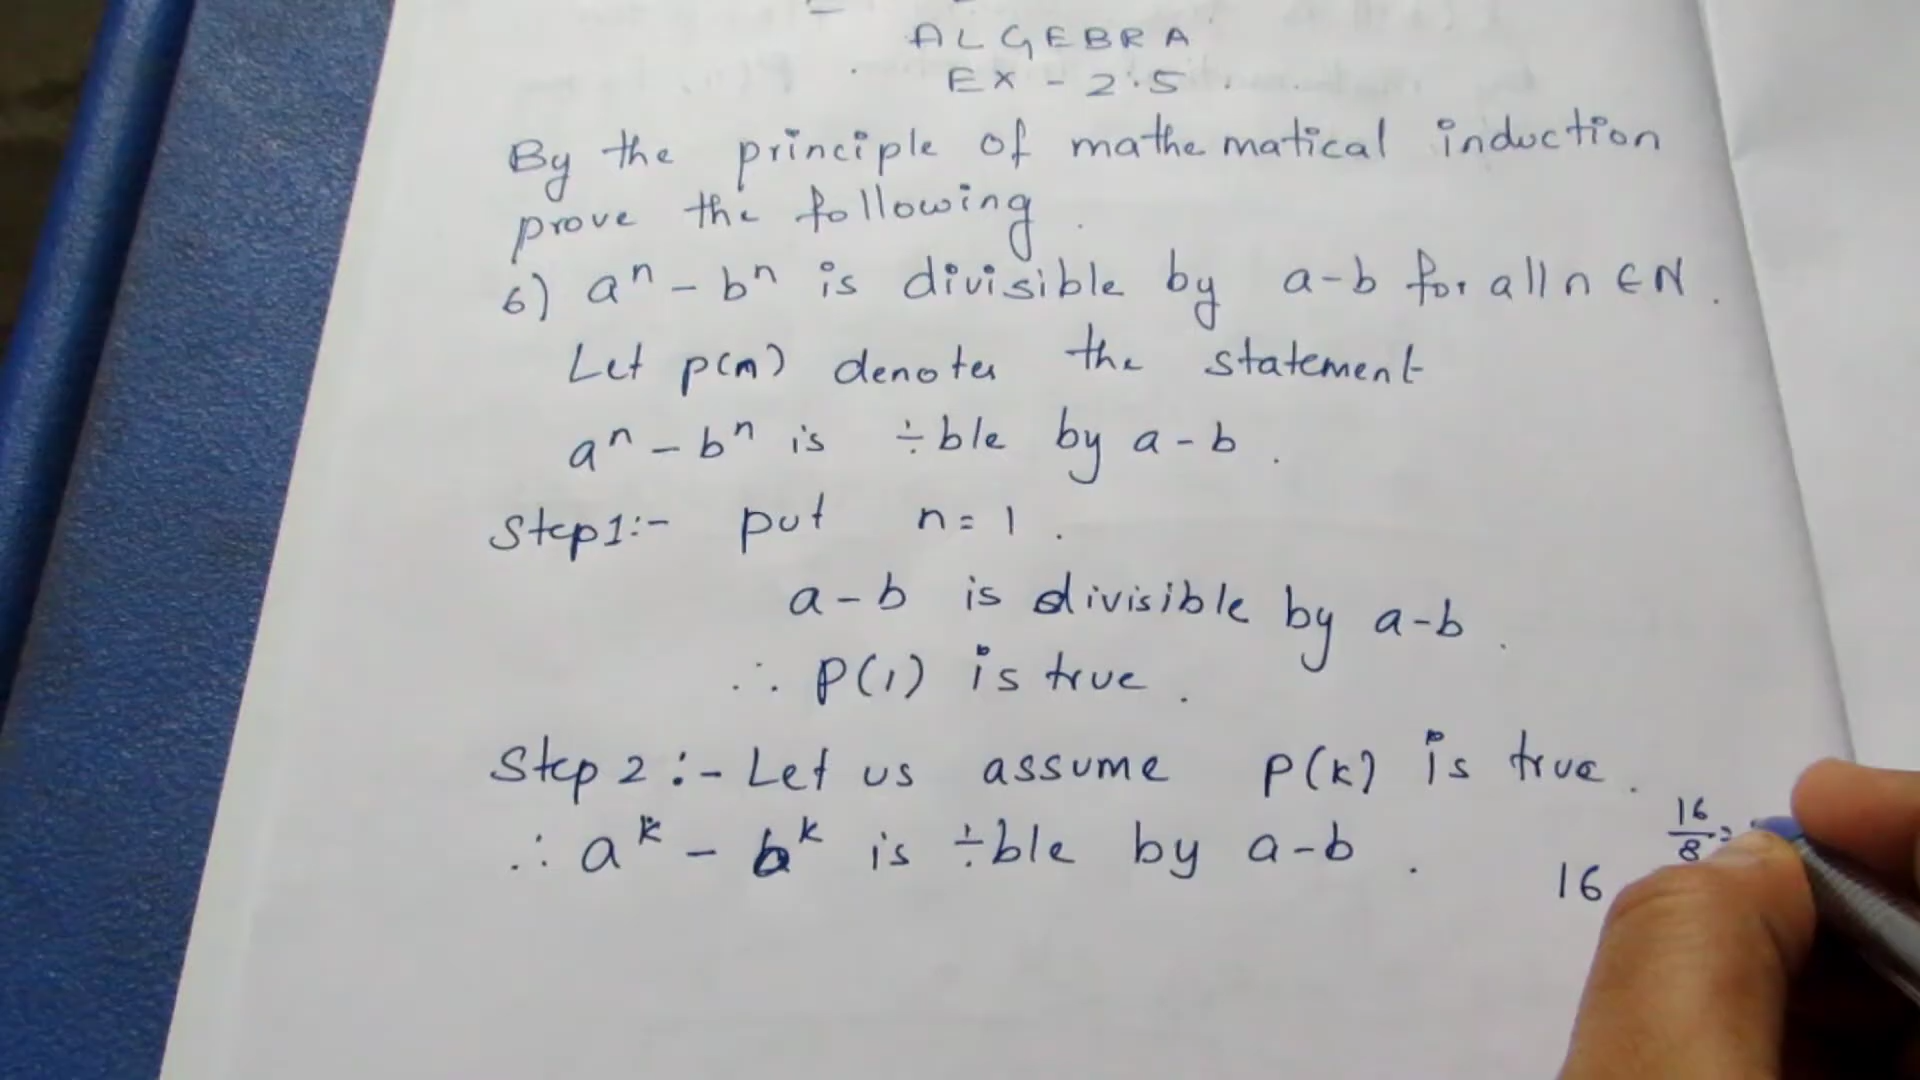 ALGEBRA
EX - 2.5.
By the principle of mathematical induction
prove the following.
6) aⁿ - bⁿ is divisible by a-b for all n ∈ N.
Let p(n) denotes the statement
aⁿ - bⁿ is ÷ble by a-b.
Step1:- put n=1.
a-b is divisible by a-b.
∴ P(1) is true.
Step 2:- Let us assume P(k) is true.
∴ aᵏ - bᵏ is ÷ble by a-b.
16/8 =
16